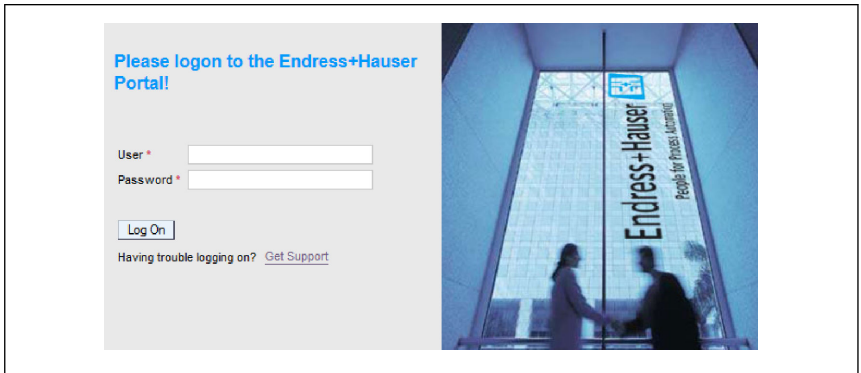 Please logon to the Endress+Hauser
Portal!
User *
Password *
Log On
Having trouble logging on? Get Support
Endress+Hauser
People for Process Automation